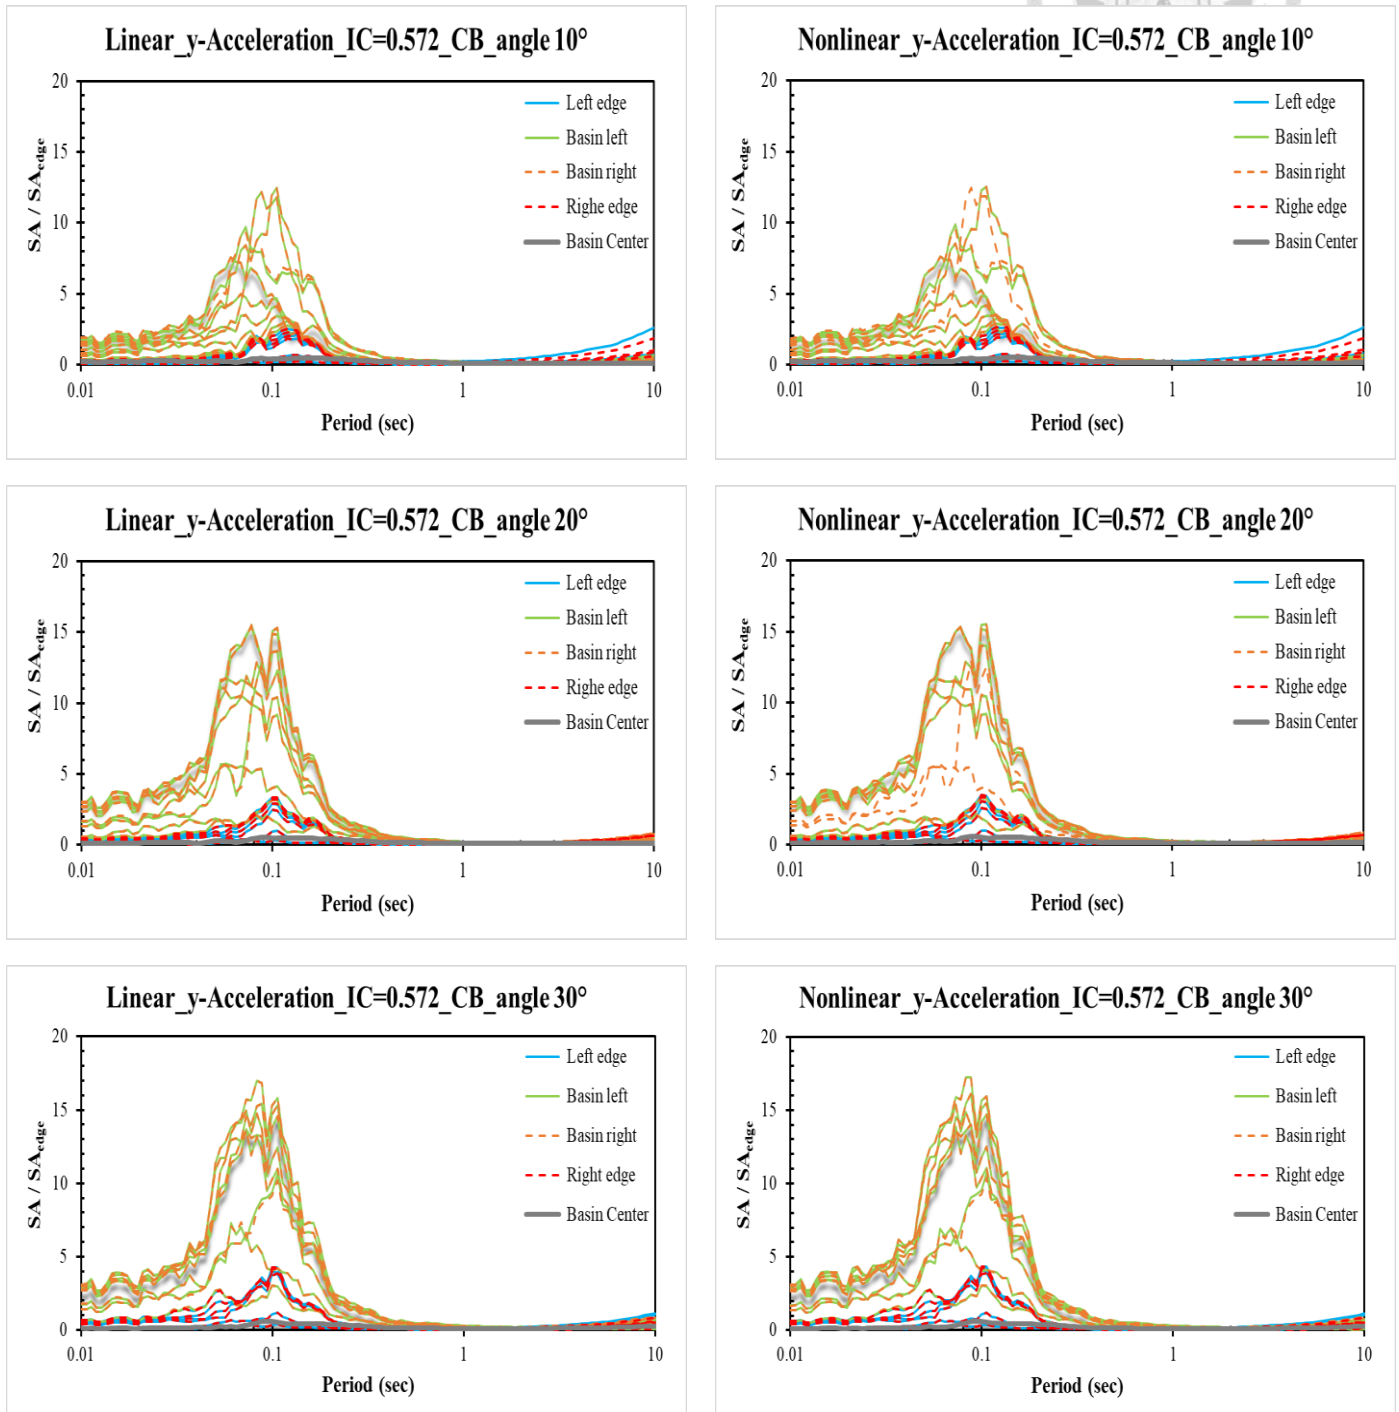 Linear_y-Acceleration_IC=0.572_CB_angle 10°
20
15
10
5
0
SA / SAedge
0.01
0.1
1
10
Period (sec)
Left edge
Basin left
Basin right
Righe edge
Basin Center
Nonlinear_y-Acceleration_IC=0.572_CB_angle 10°
20
15
10
5
0
SA / SAedge
0.01
0.1
1
10
Period (sec)
Left edge
Basin left
Basin right
Righe edge
Basin Center
Linear_y-Acceleration_IC=0.572_CB_angle 20°
20
15
10
5
0
SA / SAedge
0.01
0.1
1
10
Period (sec)
Left edge
Basin left
Basin right
Righe edge
Basin Center
Nonlinear_y-Acceleration_IC=0.572_CB_angle 20°
20
15
10
5
0
SA / SAedge
0.01
0.1
1
10
Period (sec)
Left edge
Basin left
Basin right
Righe edge
Basin Center
Linear_y-Acceleration_IC=0.572_CB_angle 30°
20
15
10
5
0
SA / SAedge
0.01
0.1
1
10
Period (sec)
Left edge
Basin left
Basin right
Right edge
Basin Center
Nonlinear_y-Acceleration_IC=0.572_CB_angle 30°
20
15
10
5
0
SA / SAedge
0.01
0.1
1
10
Period (sec)
Left edge
Basin left
Basin right
Right edge
Basin Center